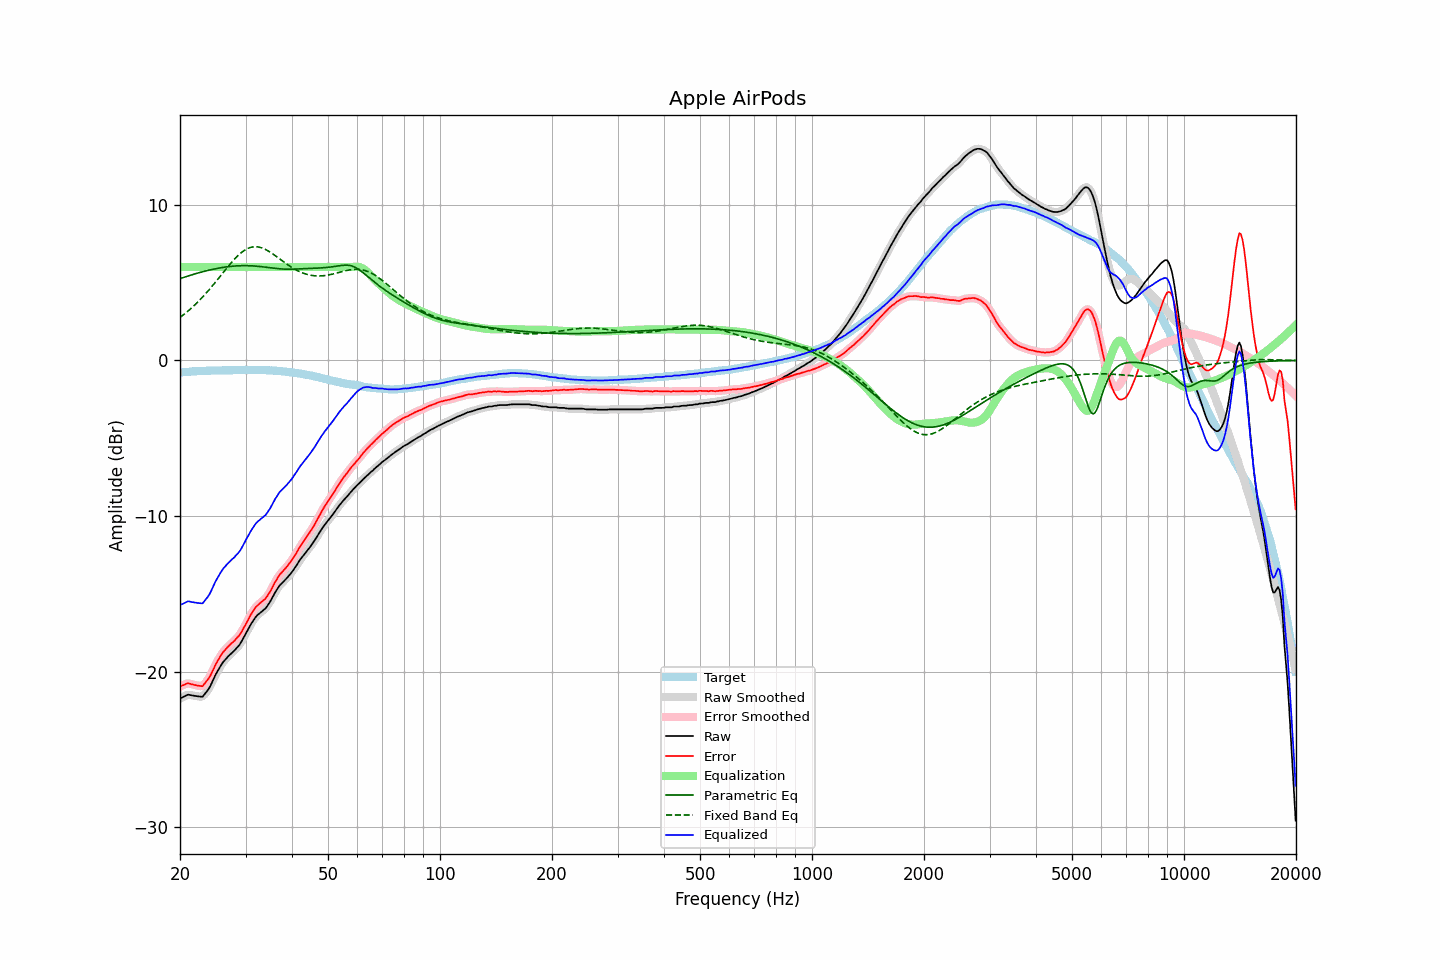 Apple AirPods
Amplitude (dBr)
10
0
−10
−20
−30
Target
Raw Smoothed
Error Smoothed
Raw
Error
Equalization
Parametric Eq
Fixed Band Eq
Equalized
20 50 100 200 500 1000 2000 5000 10000 20000
Frequency (Hz)